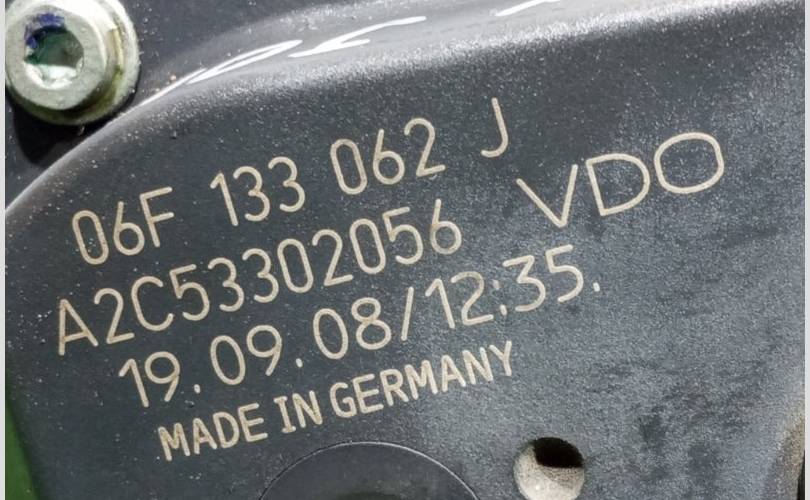 06F 133 062 J
A2C53302056 VDO
19.09.08/12:35.
MADE IN GERMANY